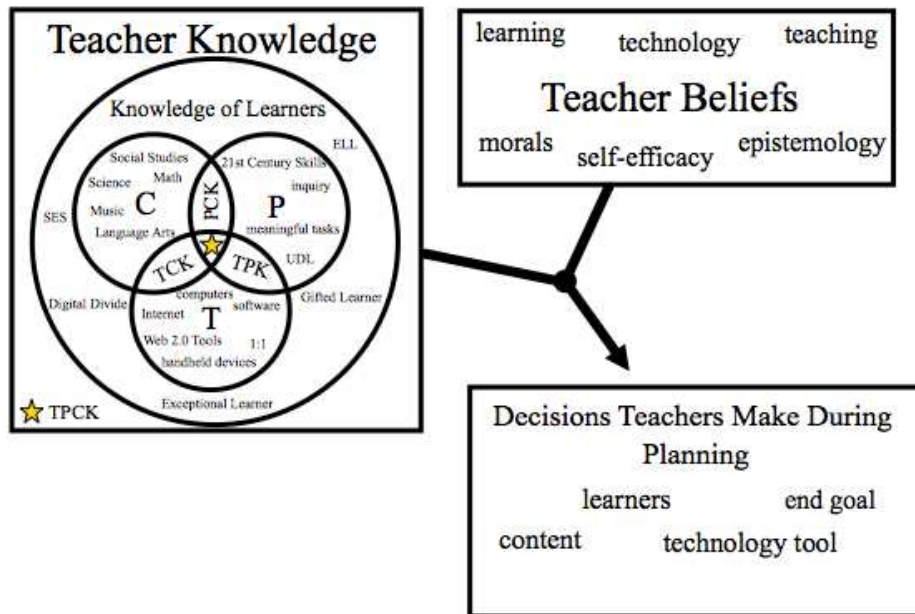 Teacher Knowledge
Knowledge of Learners
ELL
Social Studies
21st Century Skills
Science
Math
inquiry
C
PCK
P
SES
Music
Language Arts
meaningful tasks
TCK
TPK
UDL
Digital Divide
computers
software
Gifted Learner
Internet
T
Web 2.0 Tools
1:1
handheld devices
Exceptional Learner
TPCK
learning
technology
teaching
Teacher Beliefs
morals
self-efficacy
epistemology
Decisions Teachers Make During
Planning
learners
end goal
content
technology tool